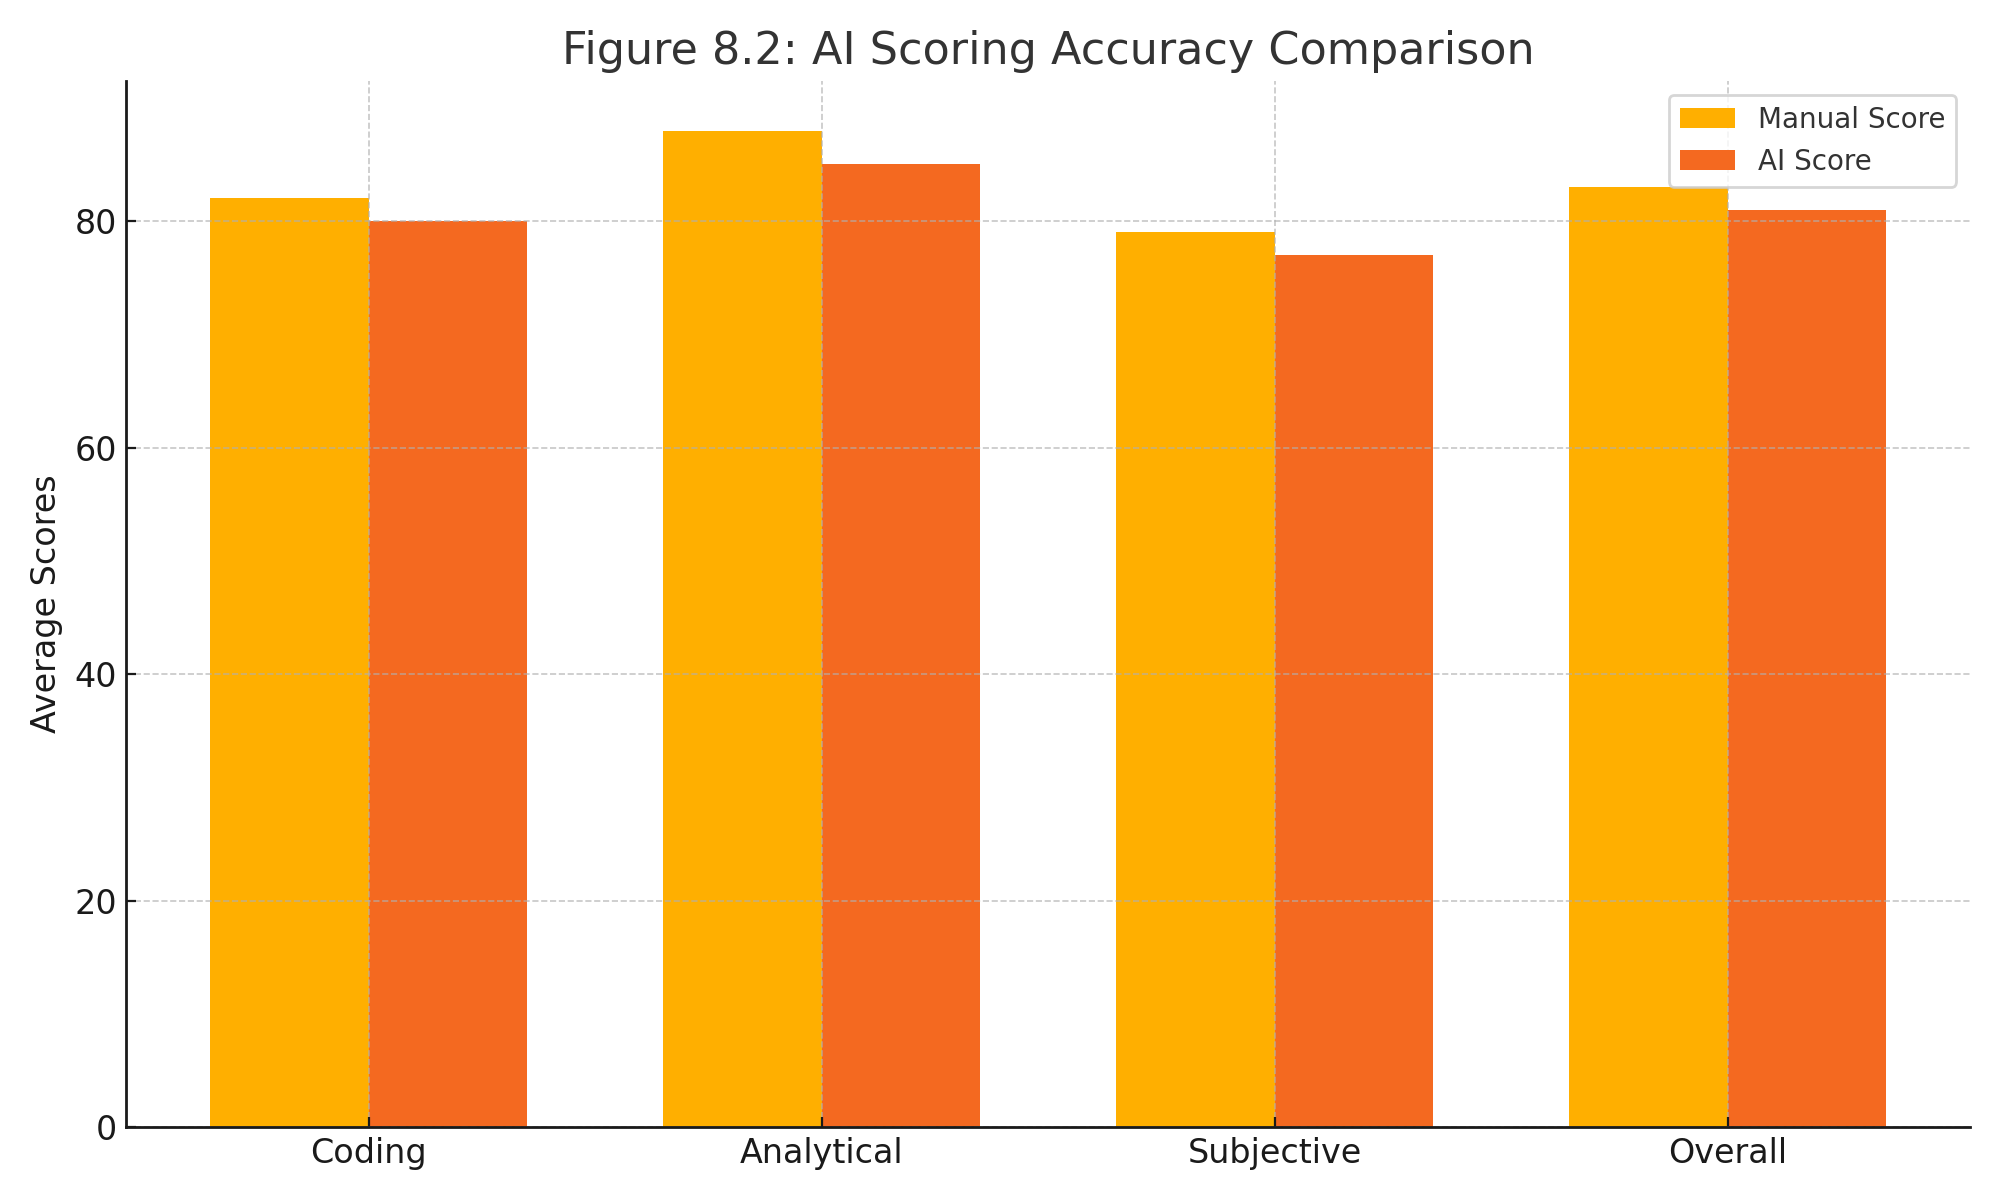 Figure 8.2: AI Scoring Accuracy Comparison
Manual Score
AI Score
Average Scores
80
60
40
20
0
Coding
Analytical
Subjective
Overall